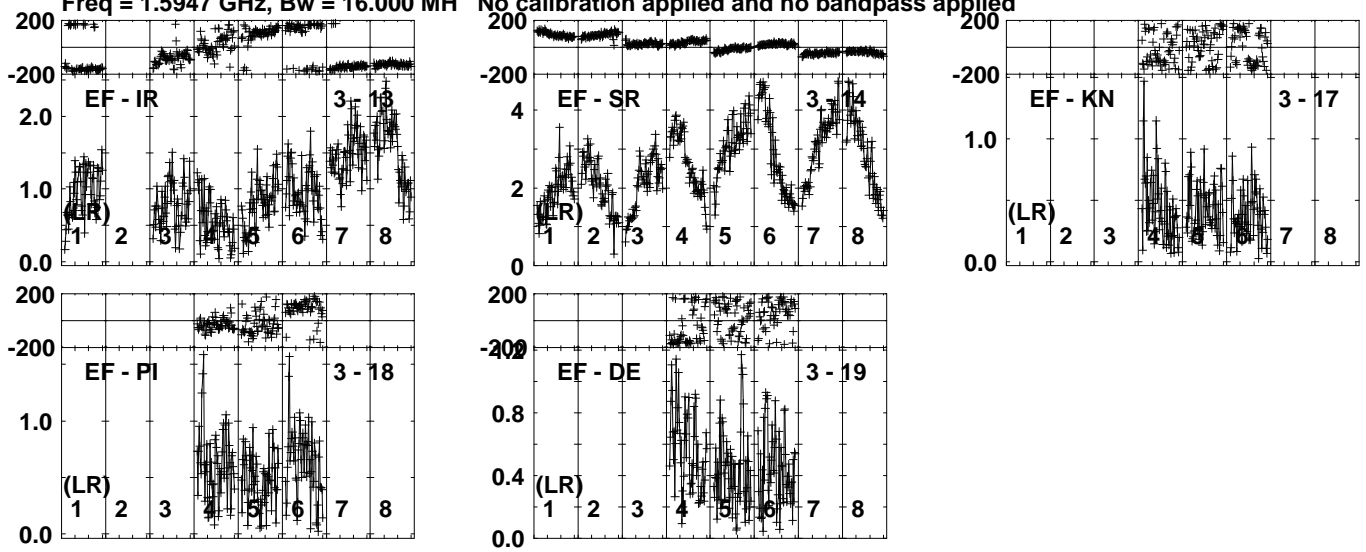 Freq = 1.5947 GHz, Bw = 16.000 MH No calibration applied and no bandpass applied
200
-200
EF - IR 3 - 13
2.0
1.0
(LR)
1 2 3 4 5 6 7 8
0.0
200
-200
EF - SR 3 - 14
4
2
(LR)
1 2 3 4 5 6 7 8
0
200
-200
EF - KN 3 - 17
1.0
(LR)
1 2 3 4 5 6 7 8
0.0
200
-200
EF - PI 3 - 18
1.0
(LR)
1 2 3 4 5 6 7 8
0.0
200
-200
1.2
EF - DE 3 - 19
0.8
0.4
(LR)
1 2 3 4 5 6 7 8
0.0